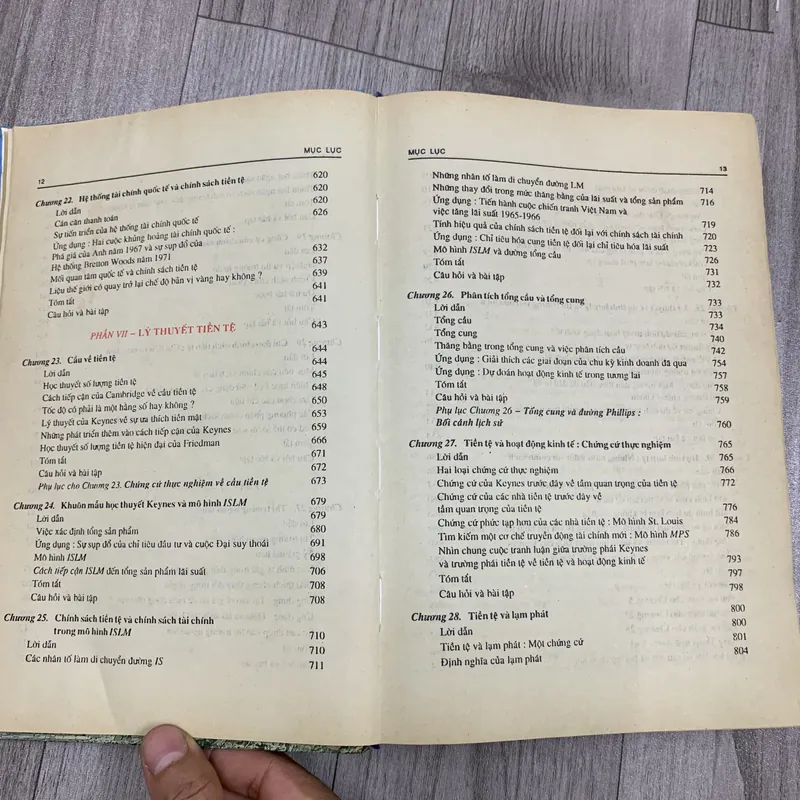 12 MỤC LỤC
Chương 22. Hệ thống tài chính quốc tế và chính sách tiền tệ 620
Lời dẫn 620
Cán cân thanh toán 620
Sự tiến triển của hệ thống tài chính quốc tế 626
Ứng dụng : Hai cuộc khủng hoảng tài chính quốc tế :
Phá giá của Anh năm 1967 và sự sụp đổ của
Hệ thống Bretton Woods năm 1971 632
Mối quan tâm quốc tế và chính sách tiền tệ 637
Liệu thế giới có quay trở lại chế độ bản vị vàng hay không ? 639
Tóm tắt 641
Câu hỏi và bài tập 641
PHẦN VII – LÝ THUYẾT TIỀN TỆ 643
Chương 23. Cầu về tiền tệ 644
Lời dẫn 644
Học thuyết số lượng tiền tệ 645
Cách tiếp cận của Cambridge về cầu tiền tệ 648
Tốc độ có phải là một hằng số hay không ? 650
Lý thuyết của Keynes về sự ưa thích tiền mặt 653
Những phát triển thêm vào cách tiếp cận của Keynes 659
Học thuyết số lượng tiền tệ hiện đại của Friedman 666
Tóm tắt 671
Câu hỏi và bài tập 672
Phụ lục cho Chương 23. Chứng cứ thực nghiệm về cầu tiền tệ 673
Chương 24. Khuôn mẫu học thuyết Keynes và mô hình ISLM 679
Lời dẫn 679
Việc xác định tổng sản phẩm 680
Ứng dụng : Sự sụp đổ của chỉ tiêu đầu tư và cuộc Đại suy thoái 691
Mô hình ISLM 698
Cách tiếp cận ISLM đến tổng sản phẩm lãi suất 706
Tóm tắt 708
Câu hỏi và bài tập 708
Chương 25. Chính sách tiền tệ và chính sách tài chính
trong mô hình ISLM 710
Lời dẫn 710
Các nhân tố làm di chuyển đường IS 711
MỤC LỤC 13
Những nhân tố làm di chuyển đường LM 714
Những thay đổi trong mức thăng bằng của lãi suất và tổng sản phẩm 716
Ứng dụng : Tiến hành cuộc chiến tranh Việt Nam và
việc tăng lãi suất 1965-1966 719
Tính hiệu quả của chính sách tiền tệ đối lại với chính sách tài chính 720
Ứng dụng : Chỉ tiêu hóa cung tiền tệ đối lại chỉ tiêu hóa lãi suất 723
Mô hình ISLM và đường tổng cầu 726
Tóm tắt 731
Câu hỏi và bài tập 732
Chương 26. Phân tích tổng cầu và tổng cung 733
Lời dẫn 733
Tổng cầu 734
Tổng cung 740
Thăng bằng trong tổng cung và việc phân tích cầu 742
Ứng dụng : Giải thích các giai đoạn của chu kỳ kinh doanh đã qua 754
Ứng dụng : Dự đoán hoạt động kinh tế trong tương lai 757
Tóm tắt 758
Câu hỏi và bài tập 759
Phụ lục Chương 26 – Tổng cung và đường Phillips :
Bối cảnh lịch sử 760
Chương 27. Tiền tệ và hoạt động kinh tế : Chứng cứ thực nghiệm 765
Lời dẫn 765
Hai loại chứng cứ thực nghiệm 766
Chứng cứ của Keynes trước đây về tầm quan trọng của tiền tệ 772
Chứng cứ của các nhà tiền tệ trước đây về
tầm quan trọng của tiền tệ 776
Chứng cứ phức tạp hơn của các nhà tiền tệ : Mô hình St. Louis 784
Tìm kiếm một cơ chế truyền động tài chính mới : Mô hình MPS 786
Nhìn chung cuộc tranh luận giữa trường phái Keynes
và trường phái tiền tệ về tiền tệ và hoạt động kinh tế 793
Tóm tắt 797
Câu hỏi và bài tập 798
Chương 28. Tiền tệ và lạm phát 800
Lời dẫn 800
Tiền tệ và lạm phát : Một chứng cứ 801
Định nghĩa của lạm phát 804